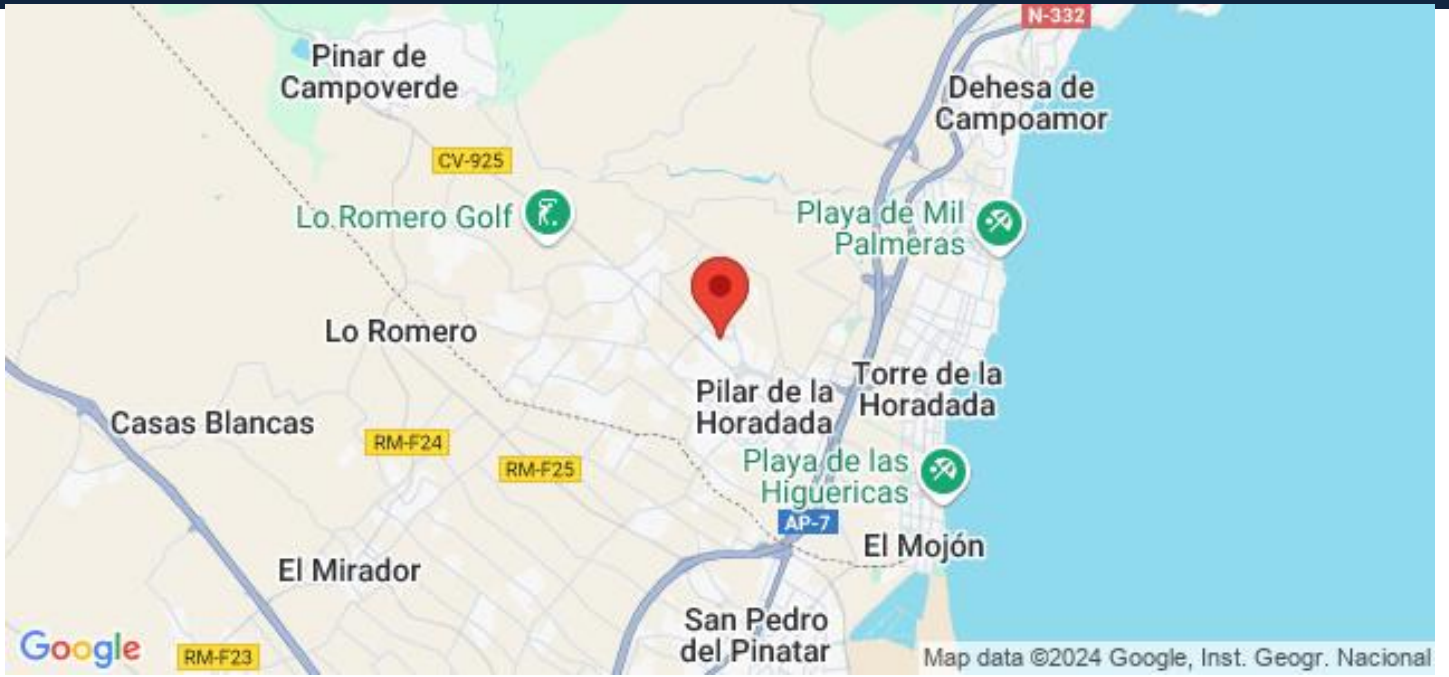 N-332
Pinar de
Campoverde
Dehesa de
Campoamor
CV-925
Lo Romero Golf
Playa de Mil
Palmeras
Lo Romero
Pilar de la
Horadada
Torre de la
Horadada
Casas Blancas
RM-F24
RM-F25
Playa de las
Higuericas
AP-7
El Mojón
El Mirador
San Pedro
del Pinatar
Google
RM-F23
Map data ©2024 Google, Inst. Geogr. Nacional